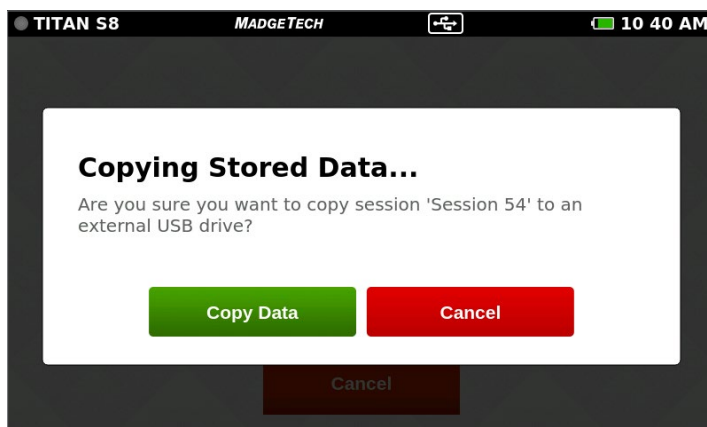 TITAN S8 MADGETECH 10 40 AM
Copying Stored Data...
Are you sure you want to copy session 'Session 54' to an
external USB drive?
Copy Data Cancel
Cancel